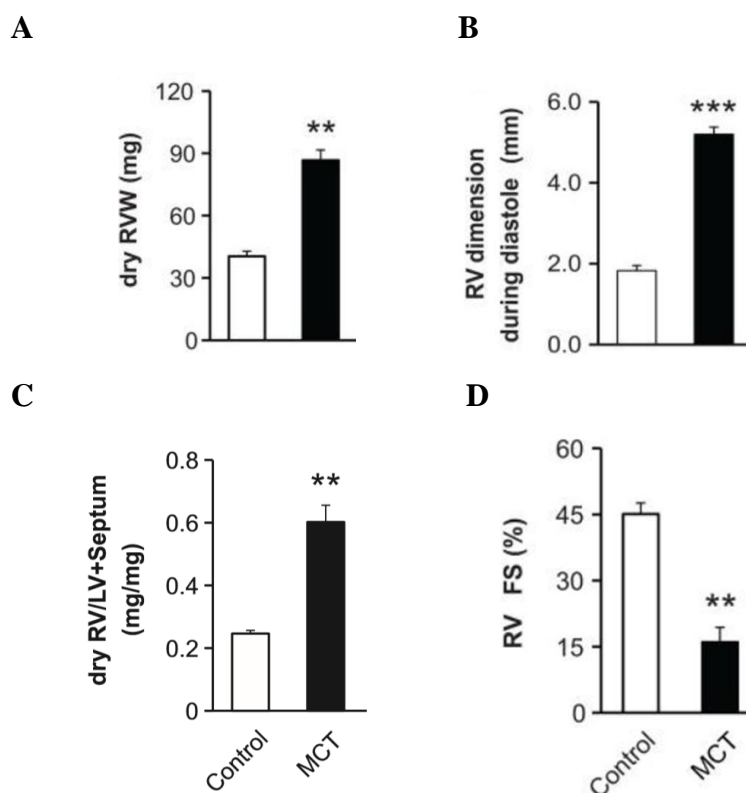 A
dry RVW (mg)
120
90
60
30
0
**
B
RV dimension
during diastole (mm)
6.0
4.0
2.0
0.0
***
C
dry RV/LV+Septum
(mg/mg)
0.8
0.6
0.4
0.2
0
**
Control
MCT
D
RV FS (%)
60
45
30
15
0
**
Control
MCT